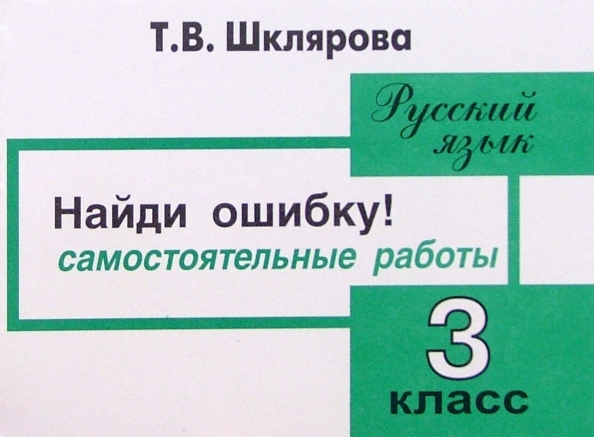 Т.В. Шклярова
Русский
язык
Найди ошибку!
самостоятельные работы
3
класс